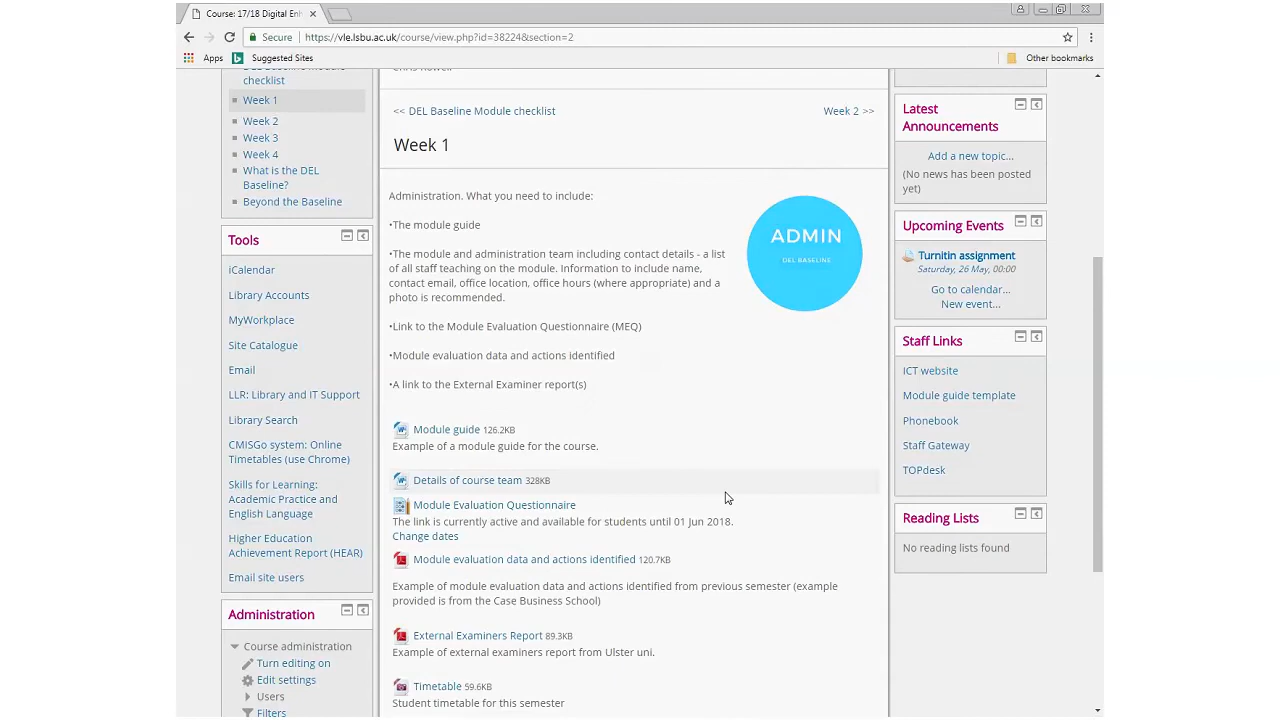 Course: 17/18 Digital Enh
Secure | https://vle.lsbu.ac.uk/course/view.php?id=38224&section=2
Apps
Suggested Sites
Other bookmarks
checklist
Week 1
Week 2
Week 3
Week 4
What is the DEL
Baseline?
Beyond the Baseline
Tools
iCalendar
Library Accounts
MyWorkplace
Site Catalogue
Email
LLR: Library and IT Support
Library Search
CMISGo system: Online
Timetables (use Chrome)
Skills for Learning:
Academic Practice and
English Language
Higher Education
Achievement Report (HEAR)
Email site users
Administration
Course administration
Turn editing on
Edit settings
Users
Filters
<< DEL Baseline Module checklist
Week 2 >>
Week 1
Administration. What you need to include:
•The module guide
•The module and administration team including contact details - a list
of all staff teaching on the module. Information to include name,
contact email, office location, office hours (where appropriate) and a
photo is recommended.
•Link to the Module Evaluation Questionnaire (MEQ)
•Module evaluation data and actions identified
•A link to the External Examiner report(s)
ADMIN
DEL BASELINE
Module guide 126.2KB
Example of a module guide for the course.
Details of course team 328KB
Module Evaluation Questionnaire
The link is currently active and available for students until 01 Jun 2018.
Change dates
Module evaluation data and actions identified 120.7KB
Example of module evaluation data and actions identified from previous semester (example
provided is from the Case Business School)
External Examiners Report 89.3KB
Example of external examiners report from Ulster uni.
Timetable 59.6KB
Student timetable for this semester
Latest
Announcements
Add a new topic...
(No news has been posted
yet)
Upcoming Events
Turnitin assignment
Saturday, 26 May, 00:00
Go to calendar...
New event...
Staff Links
ICT website
Module guide template
Phonebook
Staff Gateway
TOPdesk
Reading Lists
No reading lists found